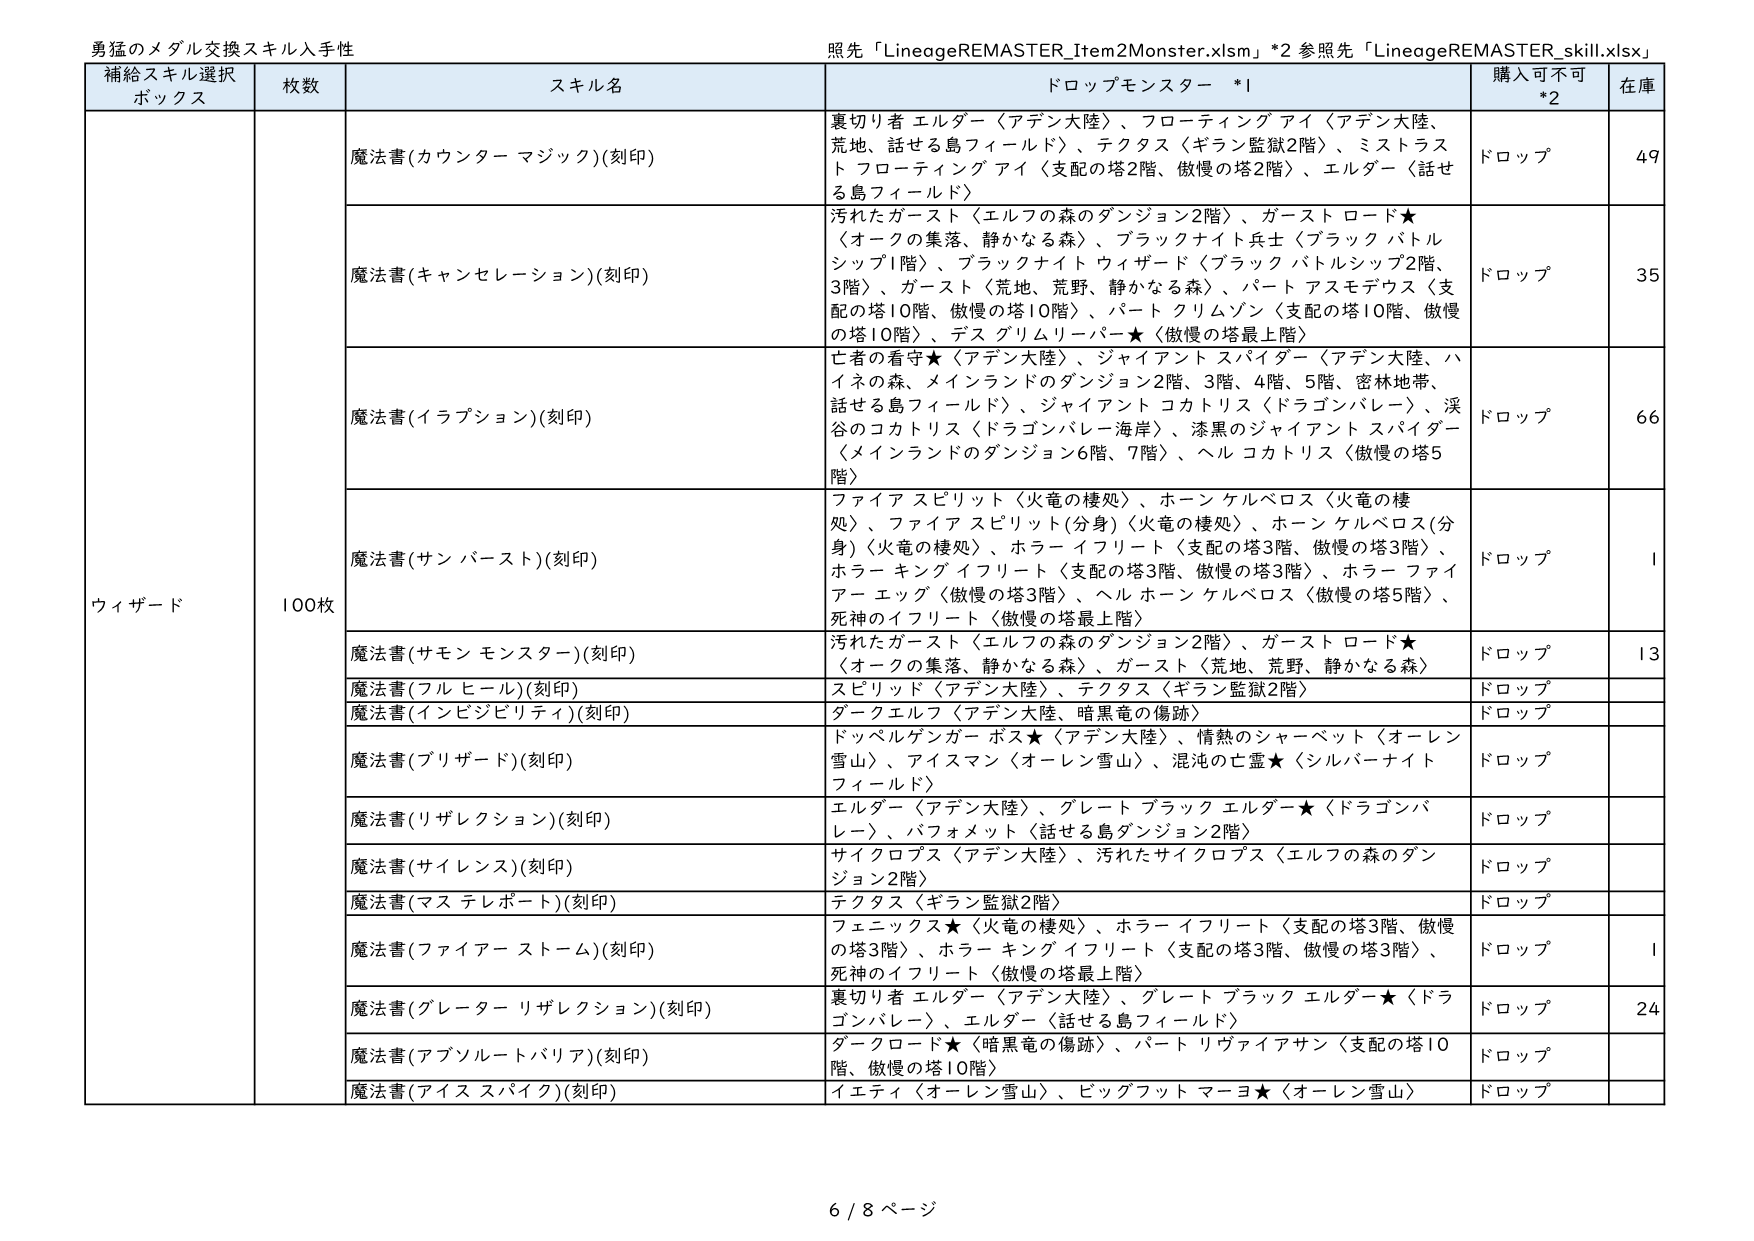 勇猛のメダル交換スキル入手性
照先「LineageREMASTER_Item2Monster.xlsm」*2 参照先「LineageREMASTER_skill.xlsx」
補給スキル選択
ボックス
枚数
スキル名
ドロップモンスター　*1
購入可不可
*2
在庫
ウィザード
100枚
魔法書(カウンター マジック)(刻印)
裏切り者 エルダー〈アデン大陸〉、フローティング アイ〈アデン大陸、
荒地、話せる島フィールド〉、テクタス〈ギラン監獄2階〉、ミストラス
ト フローティング アイ〈支配の塔2階、傲慢の塔2階〉、エルダー〈話せ
る島フィールド〉
ドロップ
49
魔法書(キャンセレーション)(刻印)
汚れたガースト〈エルフの森のダンジョン2階〉、ガースト ロード★
〈オークの集落、静かなる森〉、ブラックナイト兵士〈ブラック バトル
シップ1階〉、ブラックナイト ウィザード〈ブラック バトルシップ2階、
3階〉、ガースト〈荒地、荒野、静かなる森〉、パート アスモデウス〈支
配の塔10階、傲慢の塔10階〉、パート クリムゾン〈支配の塔10階、傲慢
の塔10階〉、デス グリムリーパー★〈傲慢の塔最上階〉
ドロップ
35
魔法書(イラプション)(刻印)
亡者の看守★〈アデン大陸〉、ジャイアント スパイダー〈アデン大陸、ハ
イネの森、メインランドのダンジョン2階、3階、4階、5階、密林地帯、
話せる島フィールド〉、ジャイアント コカトリス〈ドラゴンバレー〉、渓
谷のコカトリス〈ドラゴンバレー海岸〉、漆黒のジャイアント スパイダー
〈メインランドのダンジョン6階、7階〉、ヘル コカトリス〈傲慢の塔5
階〉
ドロップ
66
魔法書(サン バースト)(刻印)
ファイア スピリット〈火竜の棲処〉、ホーン ケルベロス〈火竜の棲
処〉、ファイア スピリット(分身)〈火竜の棲処〉、ホーン ケルベロス(分
身)〈火竜の棲処〉、ホラー イフリート〈支配の塔3階、傲慢の塔3階〉、
ホラー キング イフリート〈支配の塔3階、傲慢の塔3階〉、ホラー ファイ
アー エッグ〈傲慢の塔3階〉、ヘル ホーン ケルベロス〈傲慢の塔5階〉、
死神のイフリート〈傲慢の塔最上階〉
ドロップ
1
魔法書(サモン モンスター)(刻印)
汚れたガースト〈エルフの森のダンジョン2階〉、ガースト ロード★
〈オークの集落、静かなる森〉、ガースト〈荒地、荒野、静かなる森〉
ドロップ
13
魔法書(フル ヒール)(刻印)
スピリッド〈アデン大陸〉、テクタス〈ギラン監獄2階〉
ドロップ
魔法書(インビジビリティ)(刻印)
ダークエルフ〈アデン大陸、暗黒竜の傷跡〉
ドロップ
魔法書(ブリザード)(刻印)
ドッペルゲンガー ボス★〈アデン大陸〉、情熱のシャーベット〈オーレン
雪山〉、アイスマン〈オーレン雪山〉、混沌の亡霊★〈シルバーナイト
フィールド〉
ドロップ
魔法書(リザレクション)(刻印)
エルダー〈アデン大陸〉、グレート ブラック エルダー★〈ドラゴンバ
レー〉、バフォメット〈話せる島ダンジョン2階〉
ドロップ
魔法書(サイレンス)(刻印)
サイクロプス〈アデン大陸〉、汚れたサイクロプス〈エルフの森のダン
ジョン2階〉
ドロップ
魔法書(マス テレポート)(刻印)
テクタス〈ギラン監獄2階〉
ドロップ
魔法書(ファイアー ストーム)(刻印)
フェニックス★〈火竜の棲処〉、ホラー イフリート〈支配の塔3階、傲慢
の塔3階〉、ホラー キング イフリート〈支配の塔3階、傲慢の塔3階〉、
死神のイフリート〈傲慢の塔最上階〉
ドロップ
1
魔法書(グレーター リザレクション)(刻印)
裏切り者 エルダー〈アデン大陸〉、グレート ブラック エルダー★〈ドラ
ゴンバレー〉、エルダー〈話せる島フィールド〉
ドロップ
24
魔法書(アブソルートバリア)(刻印)
ダークロード★〈暗黒竜の傷跡〉、パート リヴァイアサン〈支配の塔10
階、傲慢の塔10階〉
ドロップ
魔法書(アイス スパイク)(刻印)
イエティ〈オーレン雪山〉、ビッグフット マーヨ★〈オーレン雪山〉
ドロップ
6 / 8 ページ